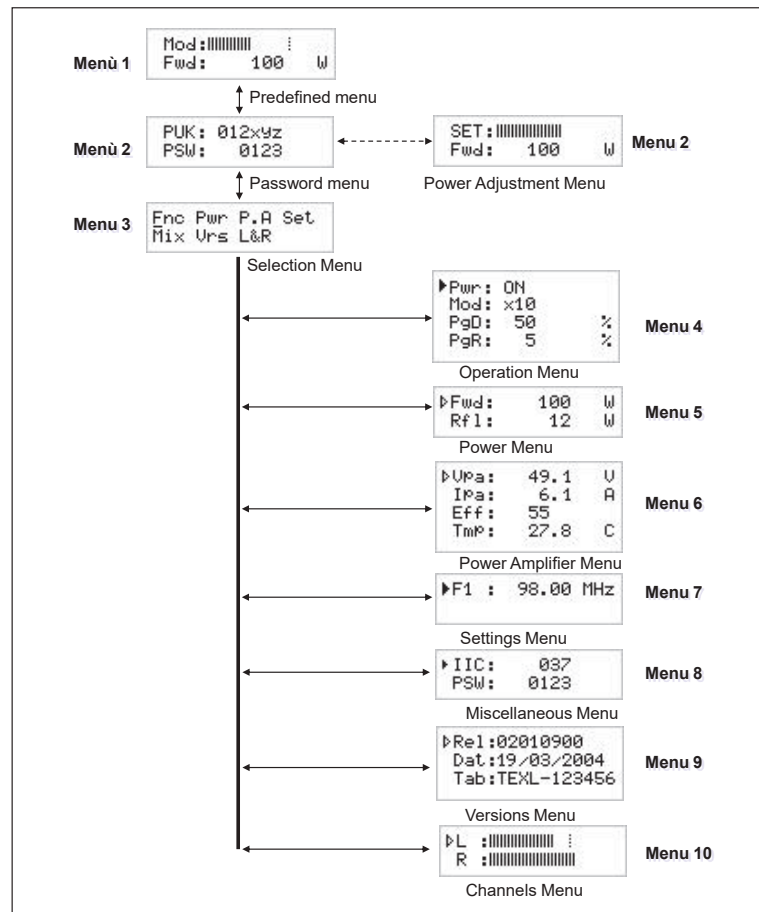 Menù 1
Mod:
Fwd: 100 W
Predefined menu
Menù 2
PUK: 012xyz
PSW: 0123
SET:
Fwd: 100 W
Menu 2
Password menu
Power Adjustment Menu
Menu 3
Fnc Pwr P.A Set
Mix Vrs L&R
Selection Menu
Pwr: ON
Mod: x10
PgD: 50 %
PgR: 5 %
Menu 4
Operation Menu
Fwd: 100 W
Rfl: 12 W
Menu 5
Power Menu
Vpa: 49.1 V
Ipa: 6.1 A
Eff: 55
Tmp: 27.8 C
Menu 6
Power Amplifier Menu
F1 : 98.00 MHz
Menu 7
Settings Menu
IIC: 037
PSW: 0123
Menu 8
Miscellaneous Menu
Rel:02010900
Dat:19/03/2004
Tab:TEXL-123456
Menu 9
Versions Menu
L :
R :
Menu 10
Channels Menu